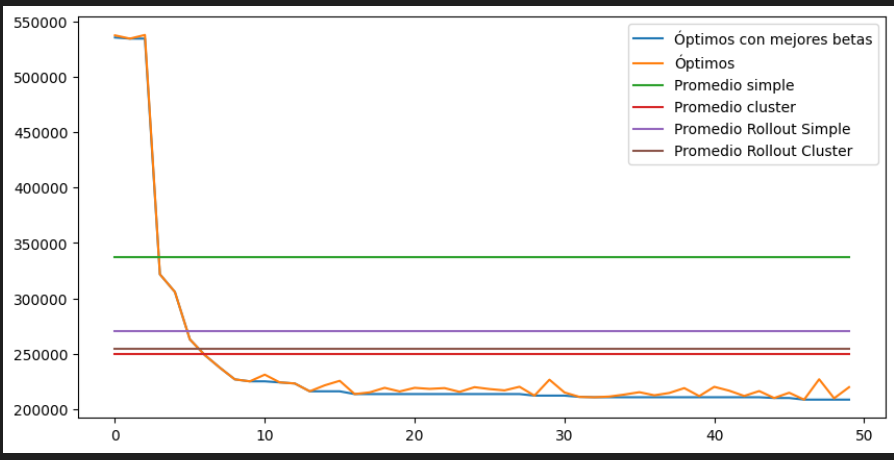 550000
500000
450000
400000
350000
300000
250000
200000
Óptimos con mejores betas
Óptimos
Promedio simple
Promedio cluster
Promedio Rollout Simple
Promedio Rollout Cluster
0 10 20 30 40 50